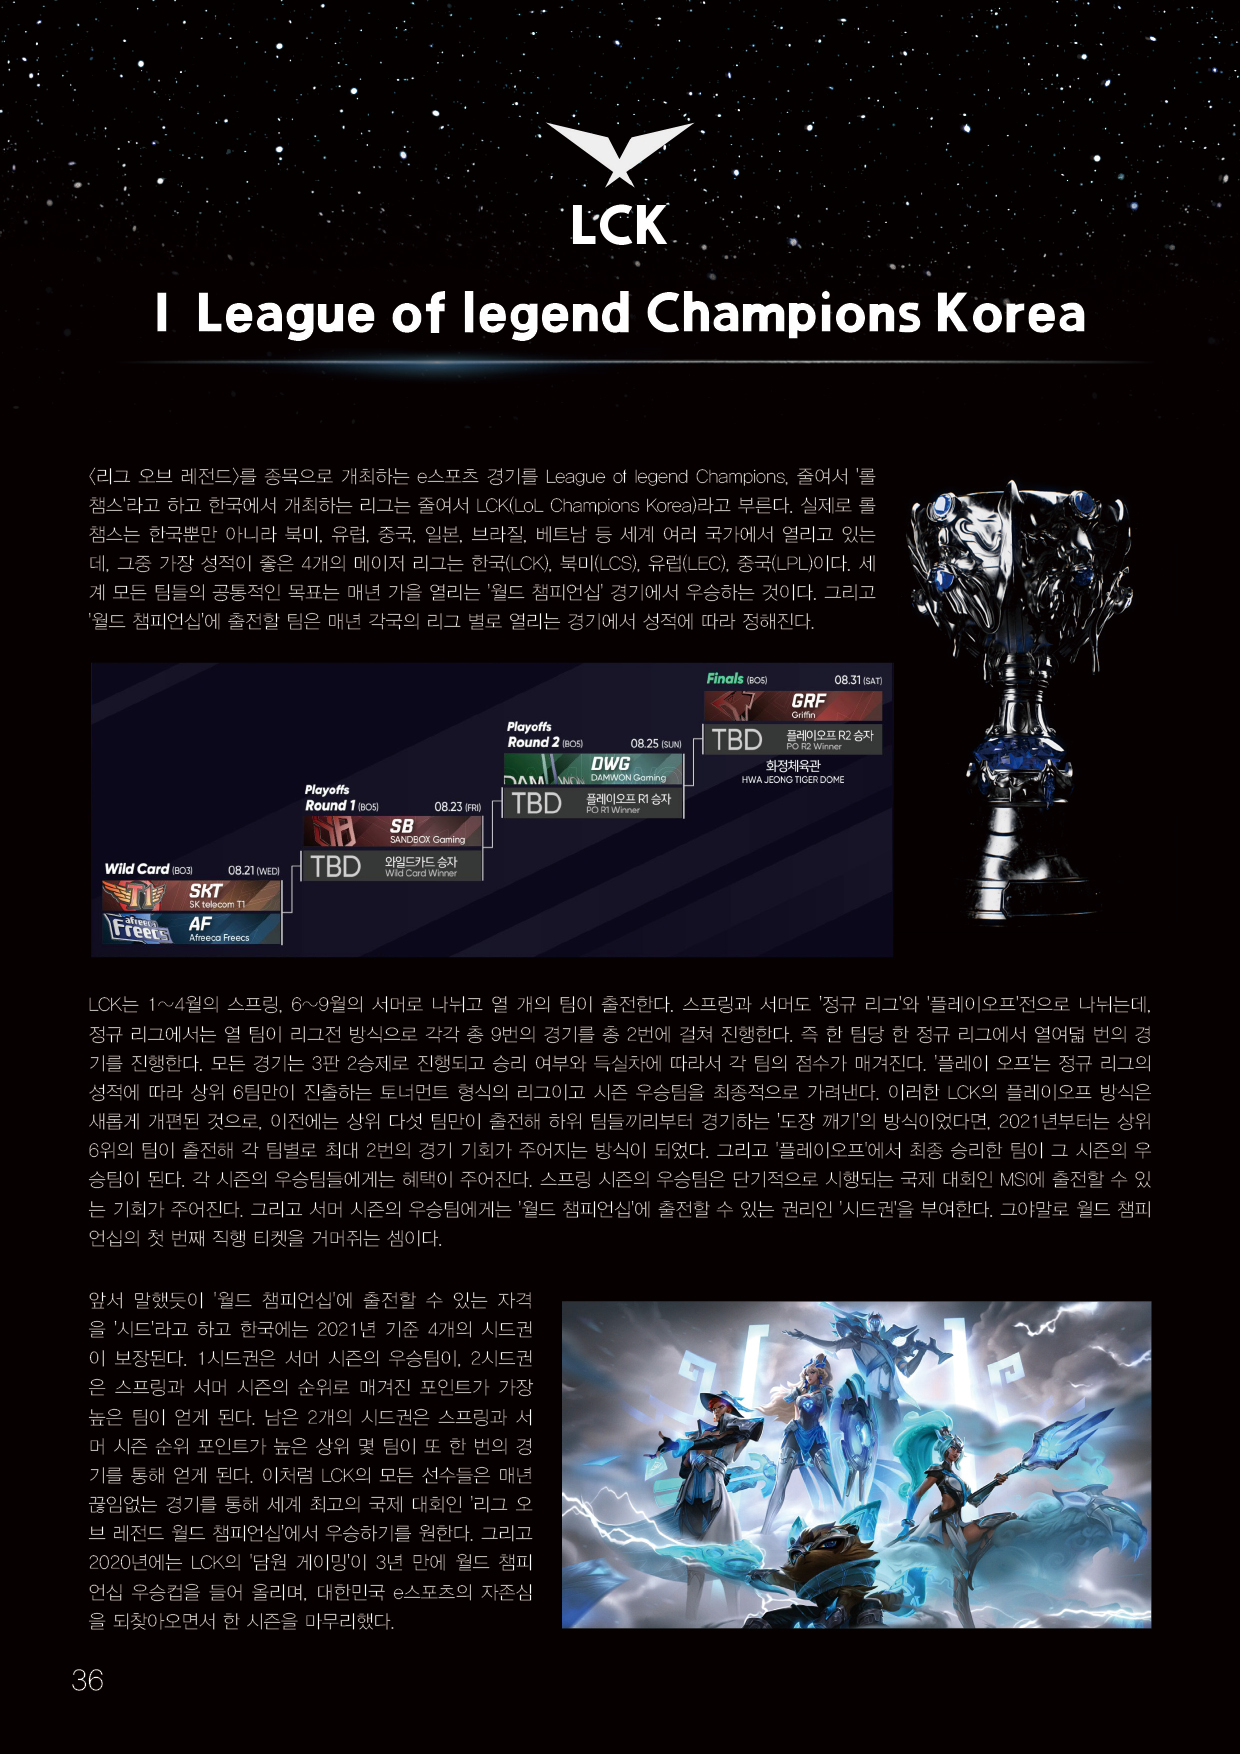 LCK
I League of legend Champions Korea
〈리그 오브 레전드〉를 종목으로 개최하는 e스포츠 경기를 League of legend Champions, 줄여서 '롤
챔스'라고 하고 한국에서 개최하는 리그는 줄여서 LCK(LoL Champions Korea)라고 부른다. 실제로 롤
챔스는 한국뿐만 아니라 북미, 유럽, 중국, 일본, 브라질, 베트남 등 세계 여러 국가에서 열리고 있는
데, 그중 가장 성적이 좋은 4개의 메이저 리그는 한국(LCK), 북미(LCS), 유럽(LEC), 중국(LPL)이다. 세
계 모든 팀들의 공통적인 목표는 매년 가을 열리는 '월드 챔피언십' 경기에서 우승하는 것이다. 그리고
'월드 챔피언십'에 출전할 팀은 매년 각국의 리그 별로 열리는 경기에서 성적에 따라 정해진다.
Finals (BO5) 08.31 (SAT)
GRF
Griffin
TBD 플레이오프 R2 승자
PO R2 Winner
화정체육관
HWA JEONG TIGER DOME
Playoffs
Round 2 (BO5) 08.25 (SUN)
DWG
DAMWON Gaming
TBD 플레이오프 R1 승자
PO R1 Winner
Playoffs
Round 1 (BO5) 08.23 (FRI)
SB
SANDBOX Gaming
TBD 와일드카드 승자
Wild Card Winner
Wild Card (BO3) 08.21 (WED)
T1 SKT
SK telecom T1
afreeca Freecs AF
Afreeca Freecs
LCK는 1~4월의 스프링, 6~9월의 서머로 나뉘고 열 개의 팀이 출전한다. 스프링과 서머도 '정규 리그'와 '플레이오프'전으로 나뉘는데,
정규 리그에서는 열 팀이 리그전 방식으로 각각 총 9번의 경기를 총 2번에 걸쳐 진행한다. 즉 한 팀당 한 정규 리그에서 열여덟 번의 경
기를 진행한다. 모든 경기는 3판 2승제로 진행되고 승리 여부와 득실차에 따라서 각 팀의 점수가 매겨진다. '플레이 오프'는 정규 리그의
성적에 따라 상위 6팀만이 진출하는 토너먼트 형식의 리그이고 시즌 우승팀을 최종적으로 가려낸다. 이러한 LCK의 플레이오프 방식은
새롭게 개편된 것으로, 이전에는 상위 다섯 팀만이 출전해 하위 팀들끼리부터 경기하는 '도장 깨기'의 방식이었다면, 2021년부터는 상위
6위의 팀이 출전해 각 팀별로 최대 2번의 경기 기회가 주어지는 방식이 되었다. 그리고 '플레이오프'에서 최종 승리한 팀이 그 시즌의 우
승팀이 된다. 각 시즌의 우승팀들에게는 혜택이 주어진다. 스프링 시즌의 우승팀은 단기적으로 시행되는 국제 대회인 MSI에 출전할 수 있
는 기회가 주어진다. 그리고 서머 시즌의 우승팀에게는 '월드 챔피언십'에 출전할 수 있는 권리인 '시드권'을 부여한다. 그야말로 월드 챔피
언십의 첫 번째 직행 티켓을 거머쥐는 셈이다.
앞서 말했듯이 '월드 챔피언십'에 출전할 수 있는 자격
을 '시드'라고 하고 한국에는 2021년 기준 4개의 시드권
이 보장된다. 1시드권은 서머 시즌의 우승팀이, 2시드권
은 스프링과 서머 시즌의 순위로 매겨진 포인트가 가장
높은 팀이 얻게 된다. 남은 2개의 시드권은 스프링과 서
머 시즌 순위 포인트가 높은 상위 몇 팀이 또 한 번의 경
기를 통해 얻게 된다. 이처럼 LCK의 모든 선수들은 매년
끊임없는 경기를 통해 세계 최고의 국제 대회인 '리그 오
브 레전드 월드 챔피언십'에서 우승하기를 원한다. 그리고
2020년에는 LCK의 '담원 게이밍'이 3년 만에 월드 챔피
언십 우승컵을 들어 올리며, 대한민국 e스포츠의 자존심
을 되찾아오면서 한 시즌을 마무리했다.
36